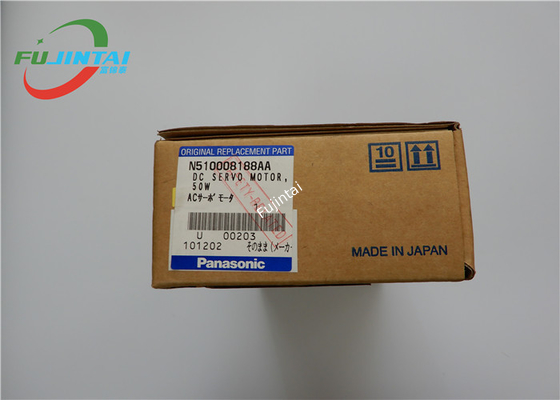 FUJINTAI
ORIGINAL REPLACEMENT PART
N510008188AA
DC SERVO MOTOR,
50W
ACサーボモータ
U 00203
101202 そのまま(メーカ-
Panasonic
Fujintai
10
MADE IN JAPAN